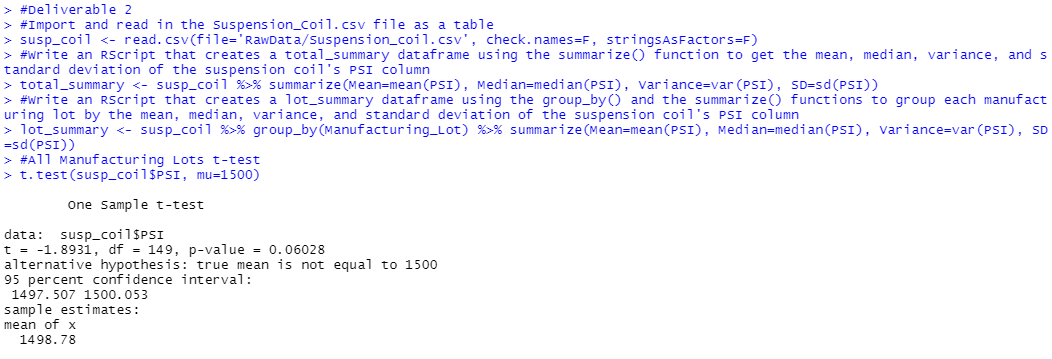 > #Deliverable 2
> #Import and read in the Suspension_Coil.csv file as a table
> susp_coil <- read.csv(file='RawData/Suspension_coil.csv', check.names=F, stringsAsFactors=F)
> #Write an RScript that creates a total_summary dataframe using the summarize() function to get the mean, median, variance, and s
tandard deviation of the suspension coil's PSI column
> total_summary <- susp_coil %>% summarize(Mean=mean(PSI), Median=median(PSI), Variance=var(PSI), SD=sd(PSI))
> #Write an RScript that creates a lot_summary dataframe using the group_by() and the summarize() functions to group each manufact
uring lot by the mean, median, variance, and standard deviation of the suspension coil's PSI column
> lot_summary <- susp_coil %>% group_by(Manufacturing_Lot) %>% summarize(Mean=mean(PSI), Median=median(PSI), Variance=var(PSI), SD
=sd(PSI))
> #All Manufacturing Lots t-test
> t.test(susp_coil$PSI, mu=1500)
One Sample t-test
data:  susp_coil$PSI
t = -1.8931, df = 149, p-value = 0.06028
alternative hypothesis: true mean is not equal to 1500
95 percent confidence interval:
1497.507 1500.053
sample estimates:
mean of x
1498.78